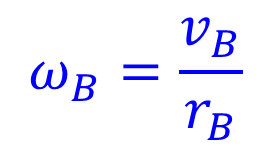 ω_B = v_B / r_B